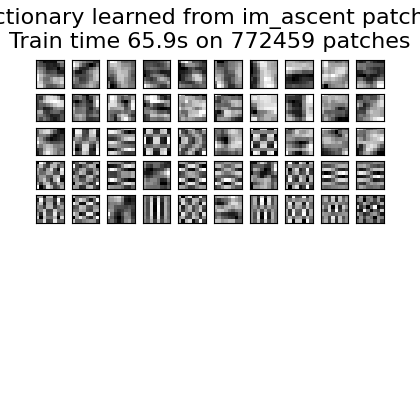 ctionary learned from im_ascent patch
Train time 65.9s on 772459 patches